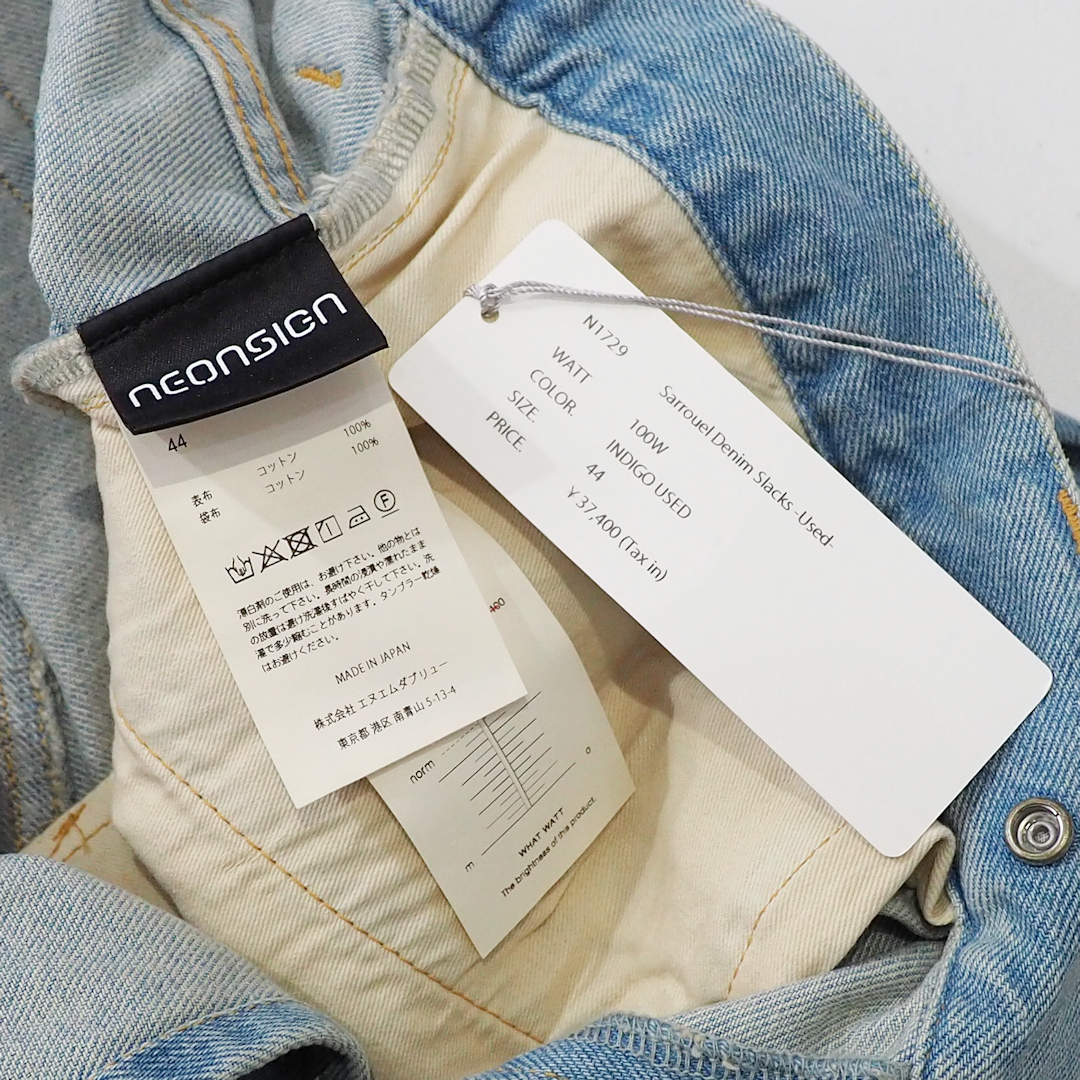 NEONSIGN
44
表布 コットン 100%
袋布 コットン 100%
F
漂白剤のご使用は、お避け下さい。他の物とは
別に洗って下さい。長時間の浸漬や濡れたまま
の放置は避け洗濯後すばやく干して下さい。洗
濯で多少縮むことがあります。タンブラー乾燥
はお避けください。
MADE IN JAPAN
株式会社 エヌエムダブリュー
東京都 港区 南青山 5-13-4
N1729 Sarrouel Denim Slacks -Used-
WATT 100W
COLOR. INDIGO USED
SIZE. 44
PRICE. ¥ 37,400 (Tax in)
norm
0
m
WHAT WATT
The brightness of this product.